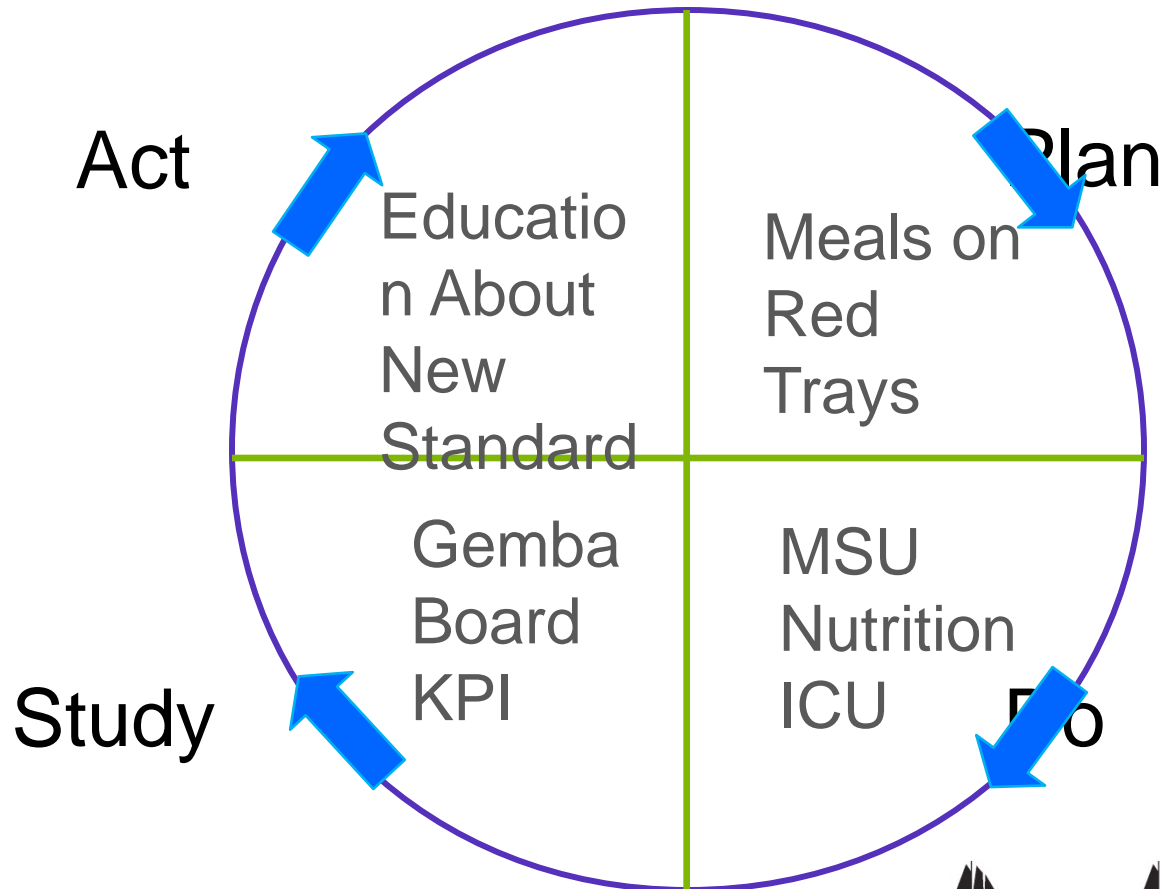 Act
Plan
Educatio
n About
New
Standard
Meals on
Red
Trays
Gemba
Board
KPI
MSU
Nutrition
ICU
Study
Do